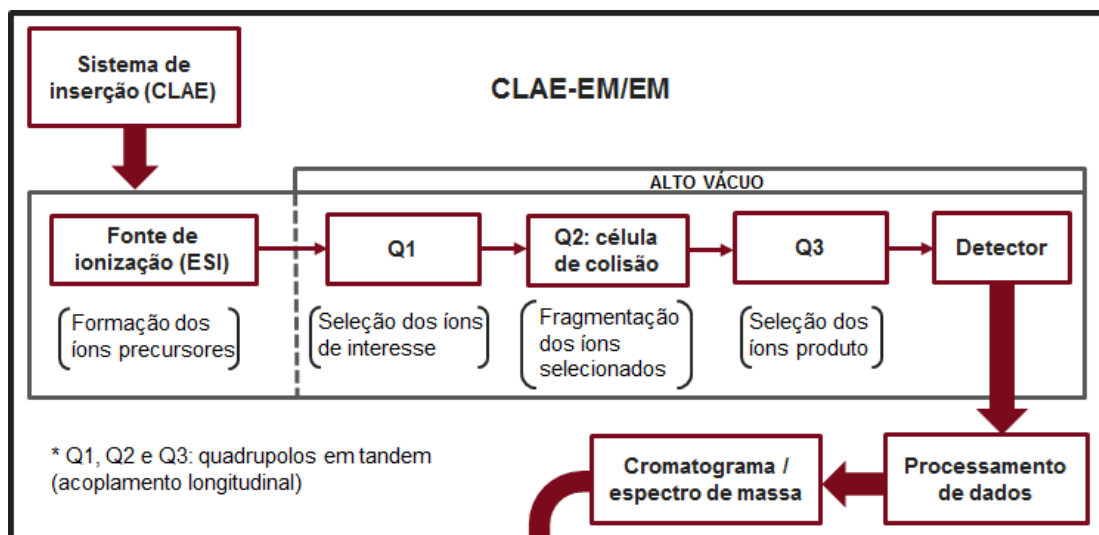 Sistema de
inserção (CLAE)
CLAE-EM/EM
ALTO VÁCUO
Fonte de
ionização (ESI)
Q1
Q2: célula
de colisão
Q3
Detector
Formação dos
íons precursores
Seleção dos íons
de interesse
Fragmentação
dos íons
selecionados
Seleção dos
íons produto
* Q1, Q2 e Q3: quadrupolos em tandem
(acoplamento longitudinal)
Cromatograma /
espectro de massa
Processamento
de dados